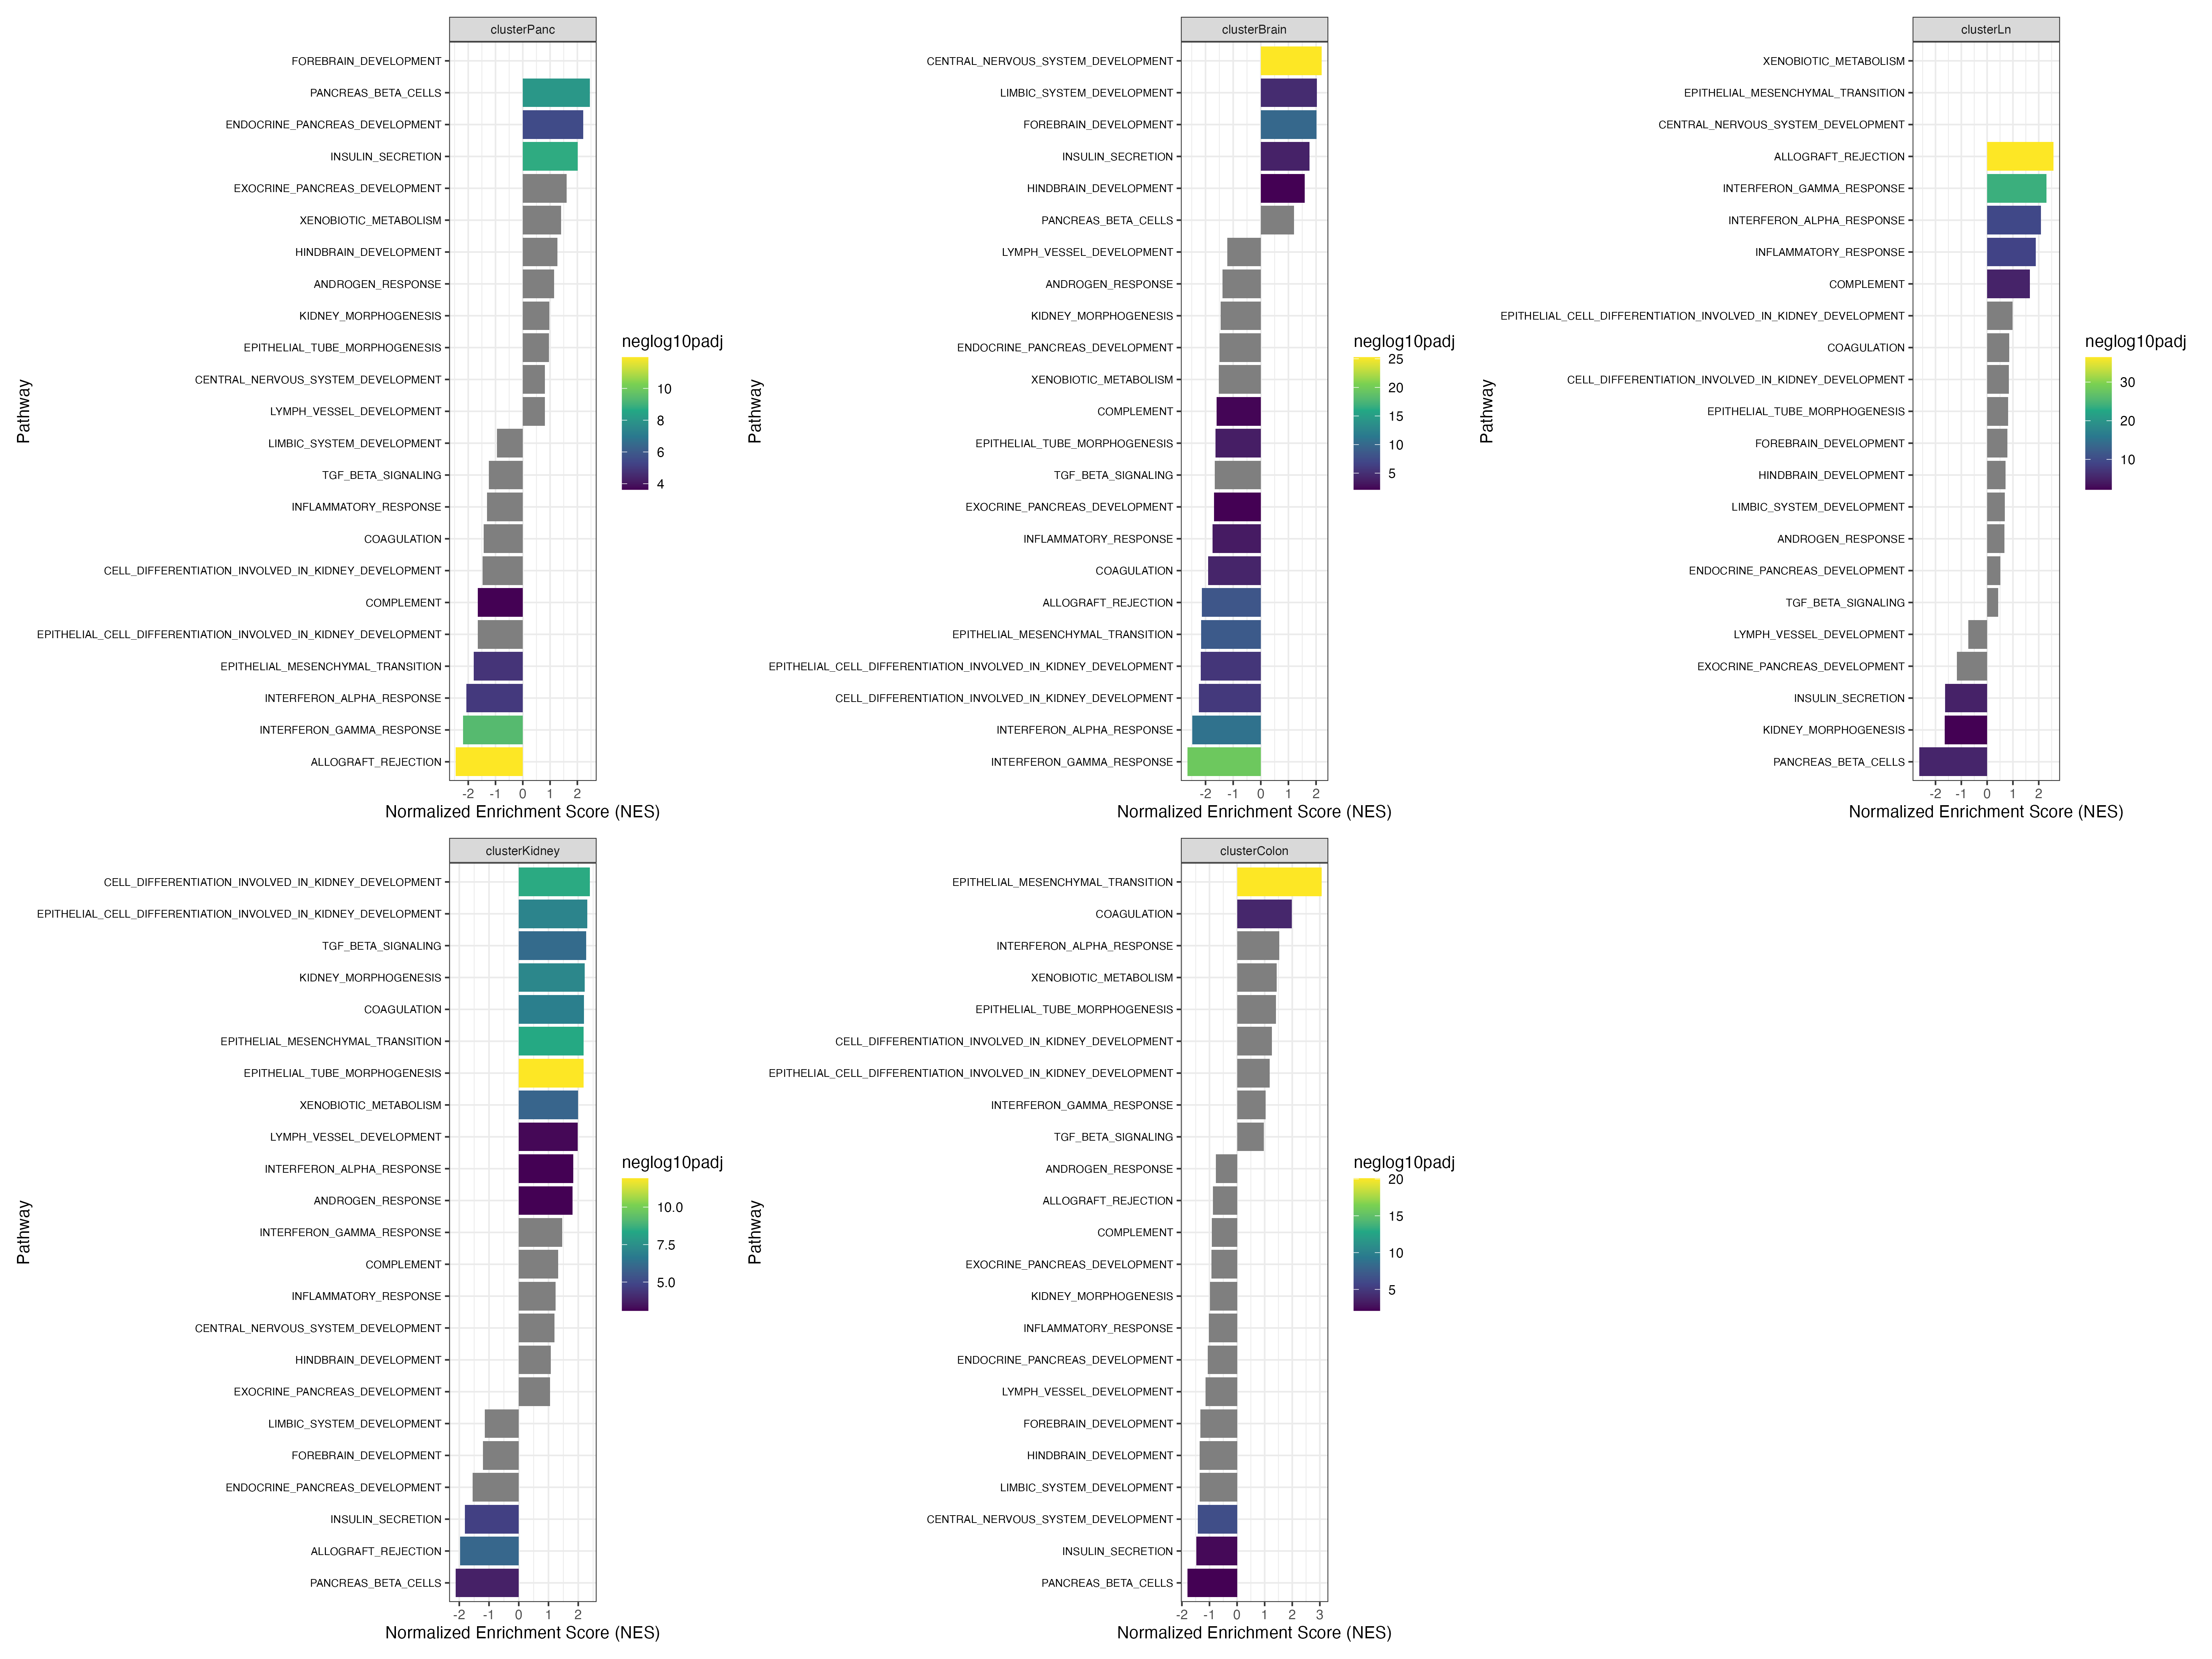 clusterPanc
FOREBRAIN_DEVELOPMENT
PANCREAS_BETA_CELLS
ENDOCRINE_PANCREAS_DEVELOPMENT
INSULIN_SECRETION
EXOCRINE_PANCREAS_DEVELOPMENT
XENOBIOTIC_METABOLISM
HINDBRAIN_DEVELOPMENT
ANDROGEN_RESPONSE
KIDNEY_MORPHOGENESIS
EPITHELIAL_TUBE_MORPHOGENESIS
CENTRAL_NERVOUS_SYSTEM_DEVELOPMENT
LYMPH_VESSEL_DEVELOPMENT
LIMBIC_SYSTEM_DEVELOPMENT
TGF_BETA_SIGNALING
INFLAMMATORY_RESPONSE
COAGULATION
CELL_DIFFERENTIATION_INVOLVED_IN_KIDNEY_DEVELOPMENT
COMPLEMENT
EPITHELIAL_CELL_DIFFERENTIATION_INVOLVED_IN_KIDNEY_DEVELOPMENT
EPITHELIAL_MESENCHYMAL_TRANSITION
INTERFERON_ALPHA_RESPONSE
INTERFERON_GAMMA_RESPONSE
ALLOGRAFT_REJECTION
Pathway
-2 -1 0 1 2
Normalized Enrichment Score (NES)
neglog10padj
10
8
6
4
clusterBrain
CENTRAL_NERVOUS_SYSTEM_DEVELOPMENT
LIMBIC_SYSTEM_DEVELOPMENT
FOREBRAIN_DEVELOPMENT
INSULIN_SECRETION
HINDBRAIN_DEVELOPMENT
PANCREAS_BETA_CELLS
LYMPH_VESSEL_DEVELOPMENT
ANDROGEN_RESPONSE
KIDNEY_MORPHOGENESIS
ENDOCRINE_PANCREAS_DEVELOPMENT
XENOBIOTIC_METABOLISM
COMPLEMENT
EPITHELIAL_TUBE_MORPHOGENESIS
TGF_BETA_SIGNALING
EXOCRINE_PANCREAS_DEVELOPMENT
INFLAMMATORY_RESPONSE
COAGULATION
ALLOGRAFT_REJECTION
EPITHELIAL_MESENCHYMAL_TRANSITION
EPITHELIAL_CELL_DIFFERENTIATION_INVOLVED_IN_KIDNEY_DEVELOPMENT
CELL_DIFFERENTIATION_INVOLVED_IN_KIDNEY_DEVELOPMENT
INTERFERON_ALPHA_RESPONSE
INTERFERON_GAMMA_RESPONSE
Pathway
-2 -1 0 1 2
Normalized Enrichment Score (NES)
neglog10padj
25
20
15
10
5
clusterLn
XENOBIOTIC_METABOLISM
EPITHELIAL_MESENCHYMAL_TRANSITION
CENTRAL_NERVOUS_SYSTEM_DEVELOPMENT
ALLOGRAFT_REJECTION
INTERFERON_GAMMA_RESPONSE
INTERFERON_ALPHA_RESPONSE
INFLAMMATORY_RESPONSE
COMPLEMENT
EPITHELIAL_CELL_DIFFERENTIATION_INVOLVED_IN_KIDNEY_DEVELOPMENT
COAGULATION
CELL_DIFFERENTIATION_INVOLVED_IN_KIDNEY_DEVELOPMENT
EPITHELIAL_TUBE_MORPHOGENESIS
FOREBRAIN_DEVELOPMENT
HINDBRAIN_DEVELOPMENT
LIMBIC_SYSTEM_DEVELOPMENT
ANDROGEN_RESPONSE
ENDOCRINE_PANCREAS_DEVELOPMENT
TGF_BETA_SIGNALING
LYMPH_VESSEL_DEVELOPMENT
EXOCRINE_PANCREAS_DEVELOPMENT
INSULIN_SECRETION
KIDNEY_MORPHOGENESIS
PANCREAS_BETA_CELLS
Pathway
-2 -1 0 1 2
Normalized Enrichment Score (NES)
neglog10padj
30
20
10
clusterKidney
CELL_DIFFERENTIATION_INVOLVED_IN_KIDNEY_DEVELOPMENT
EPITHELIAL_CELL_DIFFERENTIATION_INVOLVED_IN_KIDNEY_DEVELOPMENT
TGF_BETA_SIGNALING
KIDNEY_MORPHOGENESIS
COAGULATION
EPITHELIAL_MESENCHYMAL_TRANSITION
EPITHELIAL_TUBE_MORPHOGENESIS
XENOBIOTIC_METABOLISM
LYMPH_VESSEL_DEVELOPMENT
INTERFERON_ALPHA_RESPONSE
ANDROGEN_RESPONSE
INTERFERON_GAMMA_RESPONSE
COMPLEMENT
INFLAMMATORY_RESPONSE
CENTRAL_NERVOUS_SYSTEM_DEVELOPMENT
HINDBRAIN_DEVELOPMENT
EXOCRINE_PANCREAS_DEVELOPMENT
LIMBIC_SYSTEM_DEVELOPMENT
FOREBRAIN_DEVELOPMENT
ENDOCRINE_PANCREAS_DEVELOPMENT
INSULIN_SECRETION
ALLOGRAFT_REJECTION
PANCREAS_BETA_CELLS
Pathway
-2 -1 0 1 2
Normalized Enrichment Score (NES)
neglog10padj
10.0
7.5
5.0
clusterColon
EPITHELIAL_MESENCHYMAL_TRANSITION
COAGULATION
INTERFERON_ALPHA_RESPONSE
XENOBIOTIC_METABOLISM
EPITHELIAL_TUBE_MORPHOGENESIS
CELL_DIFFERENTIATION_INVOLVED_IN_KIDNEY_DEVELOPMENT
EPITHELIAL_CELL_DIFFERENTIATION_INVOLVED_IN_KIDNEY_DEVELOPMENT
INTERFERON_GAMMA_RESPONSE
TGF_BETA_SIGNALING
ANDROGEN_RESPONSE
ALLOGRAFT_REJECTION
COMPLEMENT
EXOCRINE_PANCREAS_DEVELOPMENT
KIDNEY_MORPHOGENESIS
INFLAMMATORY_RESPONSE
ENDOCRINE_PANCREAS_DEVELOPMENT
LYMPH_VESSEL_DEVELOPMENT
FOREBRAIN_DEVELOPMENT
HINDBRAIN_DEVELOPMENT
LIMBIC_SYSTEM_DEVELOPMENT
CENTRAL_NERVOUS_SYSTEM_DEVELOPMENT
INSULIN_SECRETION
PANCREAS_BETA_CELLS
Pathway
-2 -1 0 1 2 3
Normalized Enrichment Score (NES)
neglog10padj
20
15
10
5